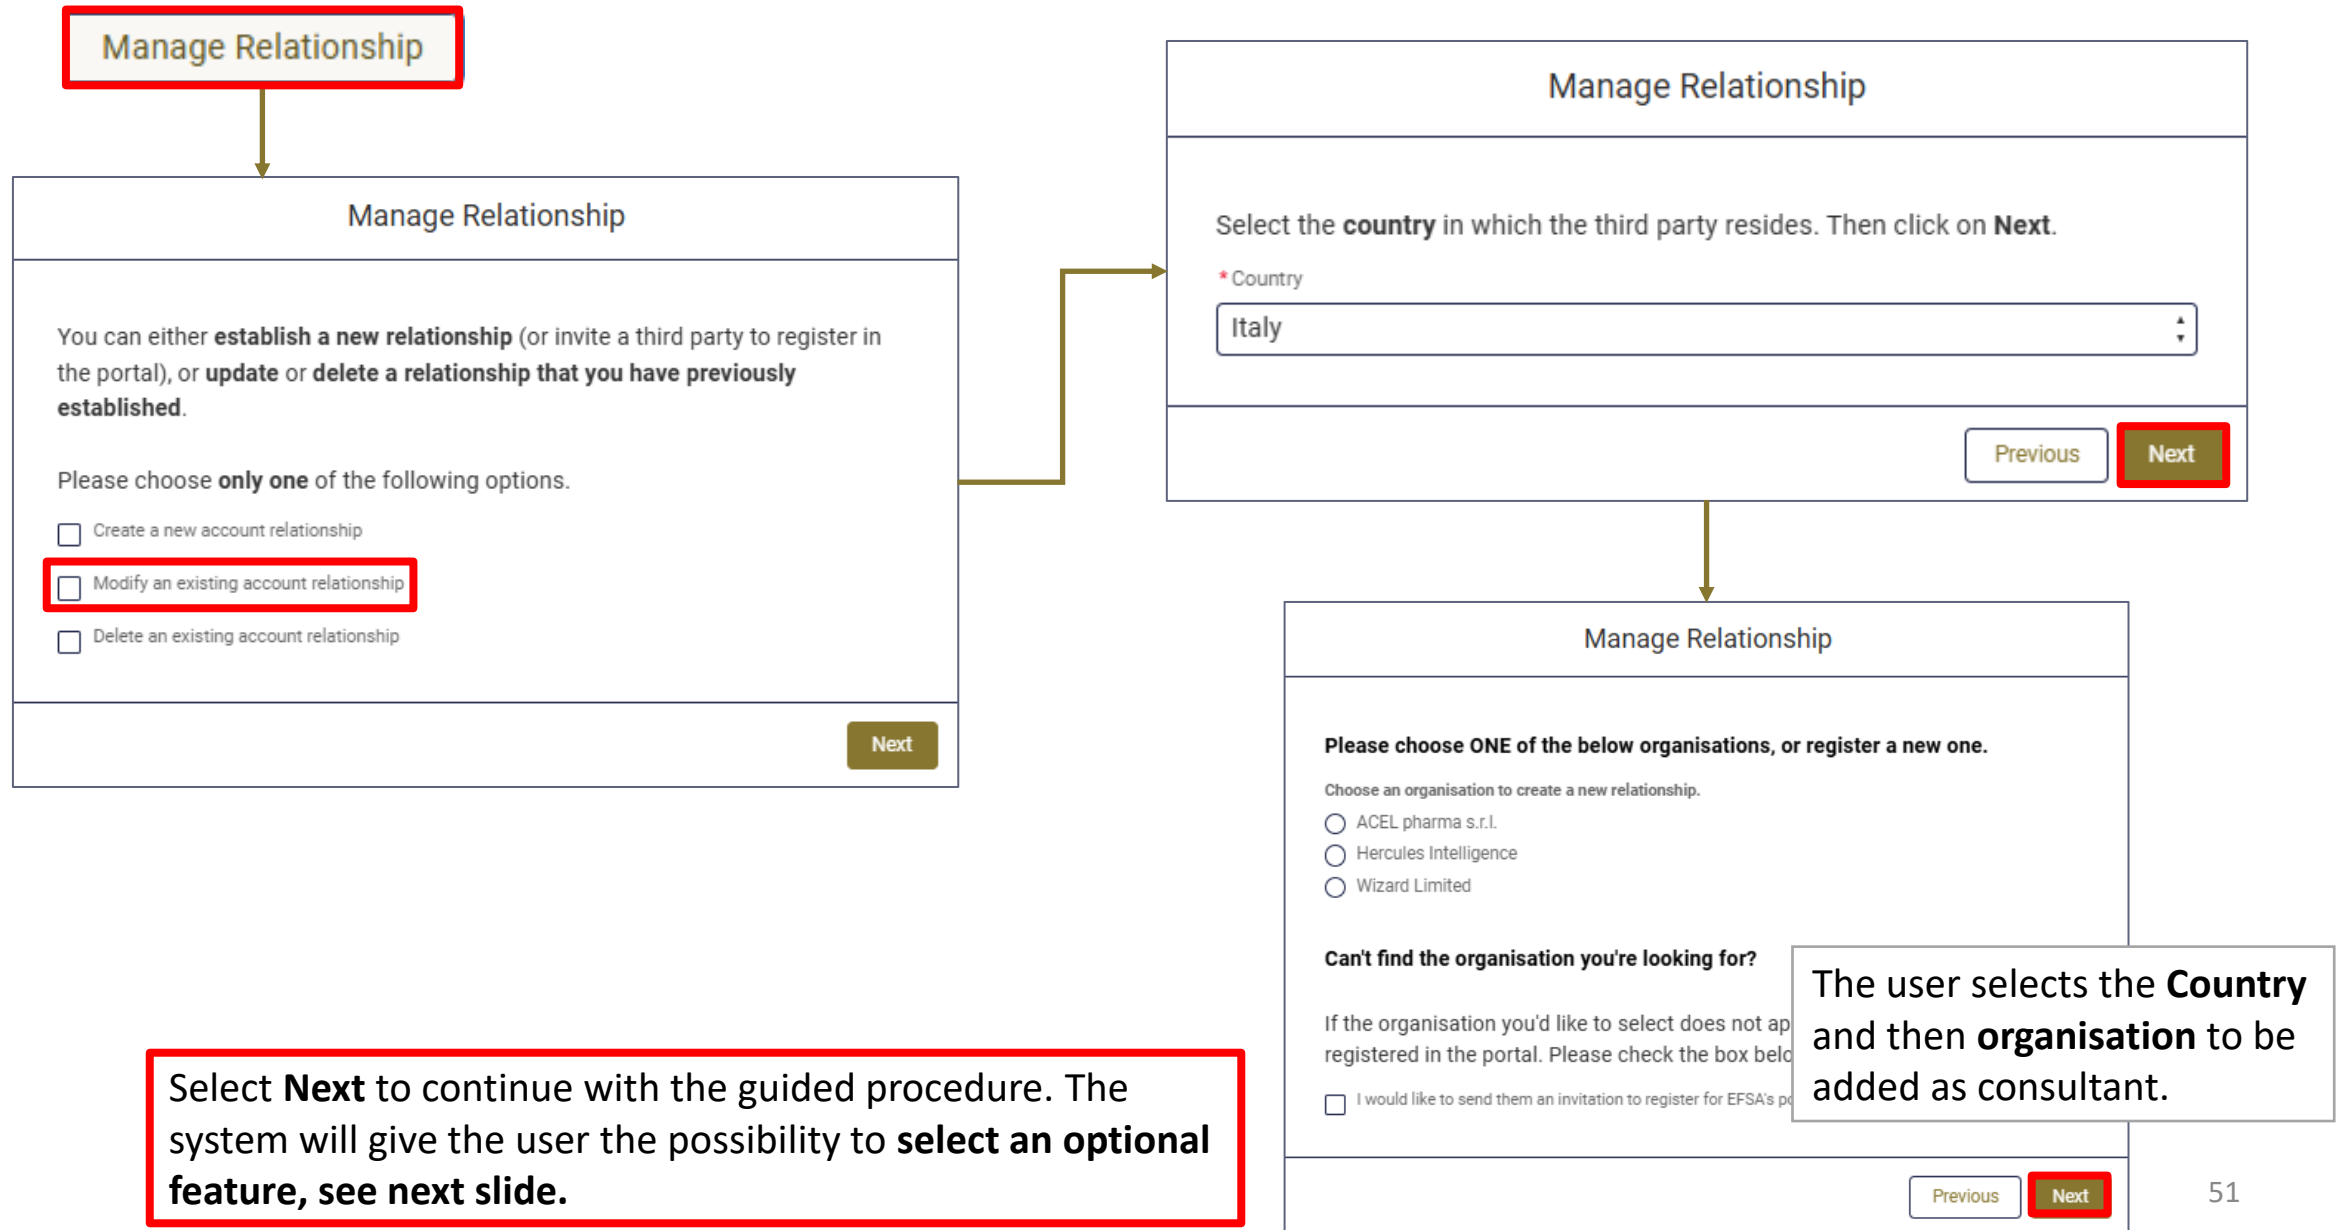 Manage Relationship
Manage Relationship
You can either establish a new relationship (or invite a third party to register in
the portal), or update or delete a relationship that you have previously
established.
Please choose only one of the following options.
Create a new account relationship
Modify an existing account relationship
Delete an existing account relationship
Next
Manage Relationship
Select the country in which the third party resides. Then click on Next.
*Country
Italy
Previous
Next
Manage Relationship
Please choose ONE of the below organisations, or register a new one.
Choose an organisation to create a new relationship.
ACEL pharma s.r.l.
Hercules Intelligence
Wizard Limited
Can't find the organisation you're looking for?
If the organisation you'd like to select does not ap
registered in the portal. Please check the box belo
I would like to send them an invitation to register for EFSA's po
Previous
Next
The user selects the Country
and then organisation to be
added as consultant.
Select Next to continue with the guided procedure. The
system will give the user the possibility to select an optional
feature, see next slide.
51